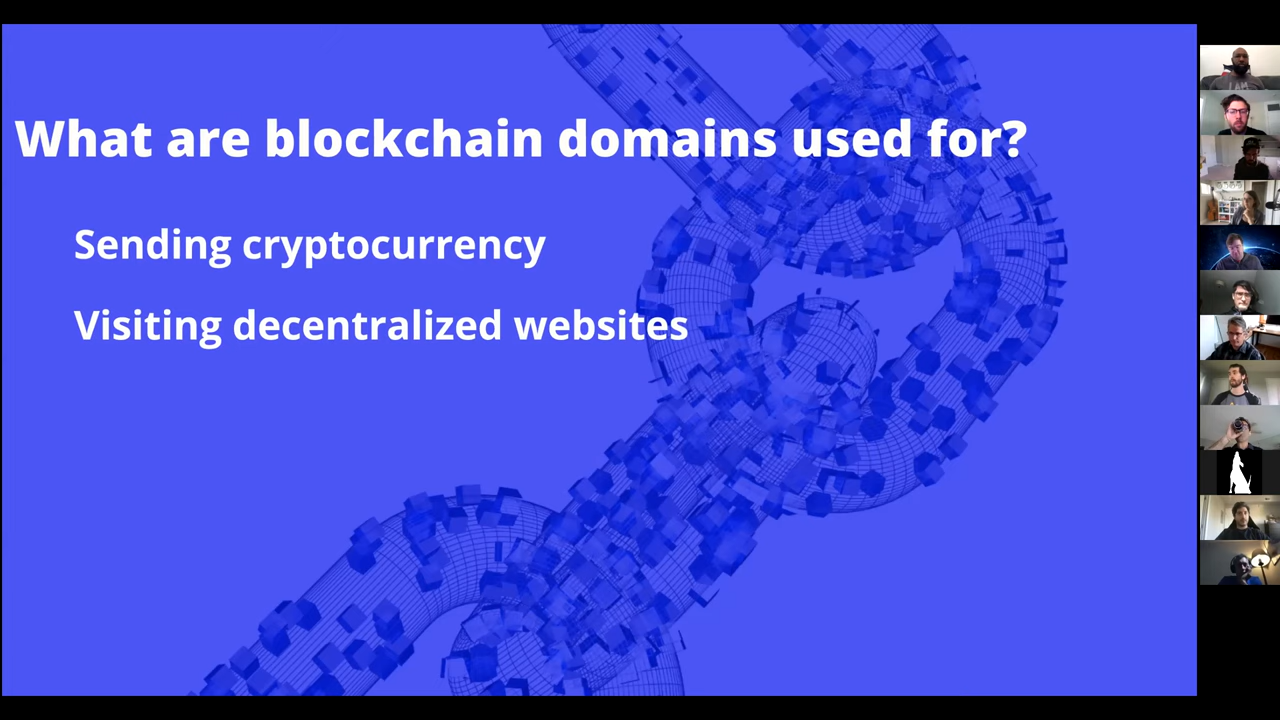 What are blockchain domains used for?
Sending cryptocurrency
Visiting decentralized websites